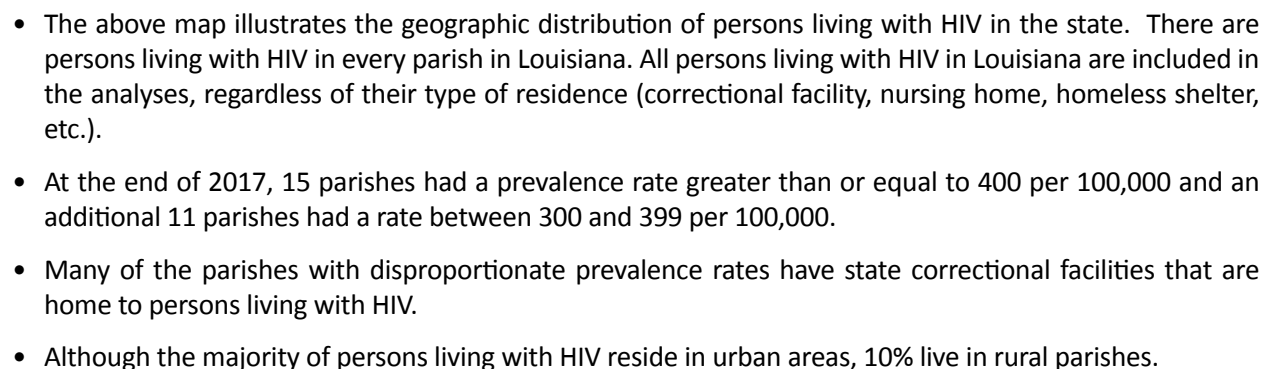 • The above map illustrates the geographic distribution of persons living with HIV in the state.  There are
persons living with HIV in every parish in Louisiana. All persons living with HIV in Louisiana are included in
the analyses, regardless of their type of residence (correctional facility, nursing home, homeless shelter,
etc.).
• At the end of 2017, 15 parishes had a prevalence rate greater than or equal to 400 per 100,000 and an
additional 11 parishes had a rate between 300 and 399 per 100,000.
• Many of the parishes with disproportionate prevalence rates have state correctional facilities that are
home to persons living with HIV.
• Although the majority of persons living with HIV reside in urban areas, 10% live in rural parishes.